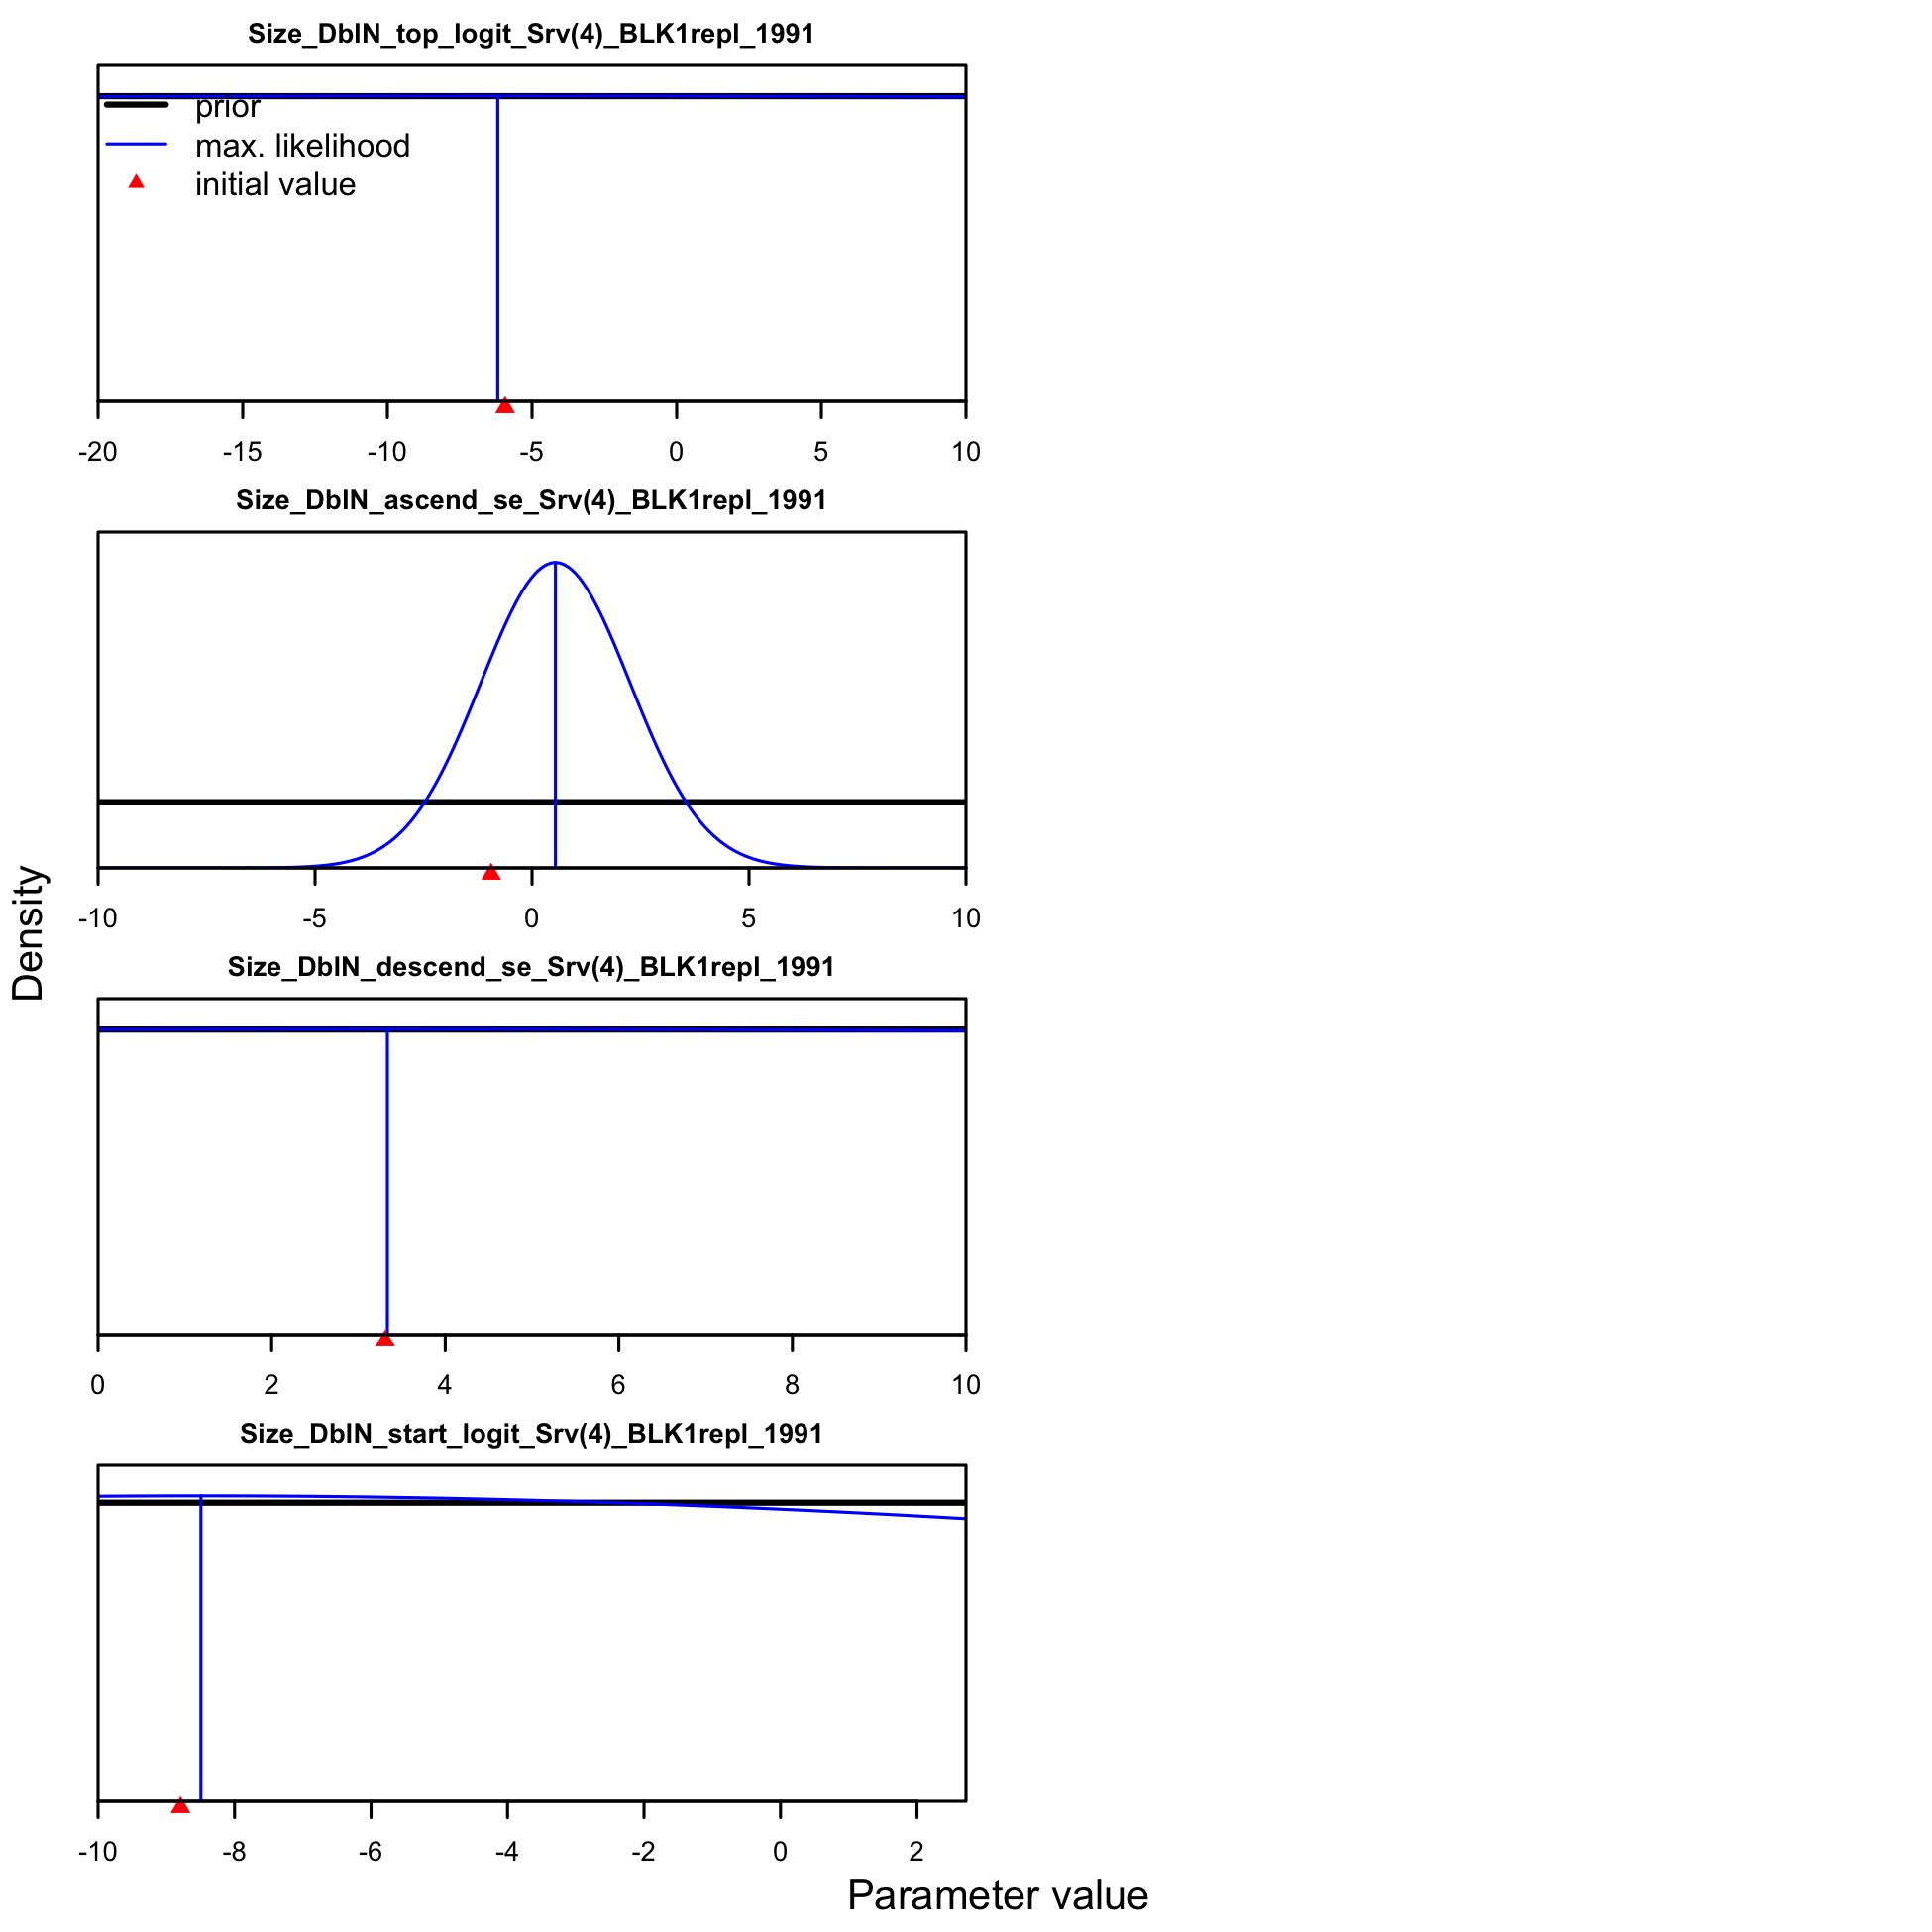 Size_DblN_top_logit_Srv(4)_BLK1repl_1991
prior
max. likelihood
initial value
-20 -15 -10 -5 0 5 10
Size_DblN_ascend_se_Srv(4)_BLK1repl_1991
-10 -5 0 5 10
Density
Size_DblN_descend_se_Srv(4)_BLK1repl_1991
0 2 4 6 8 10
Size_DblN_start_logit_Srv(4)_BLK1repl_1991
-10 -8 -6 -4 -2 0 2
Parameter value